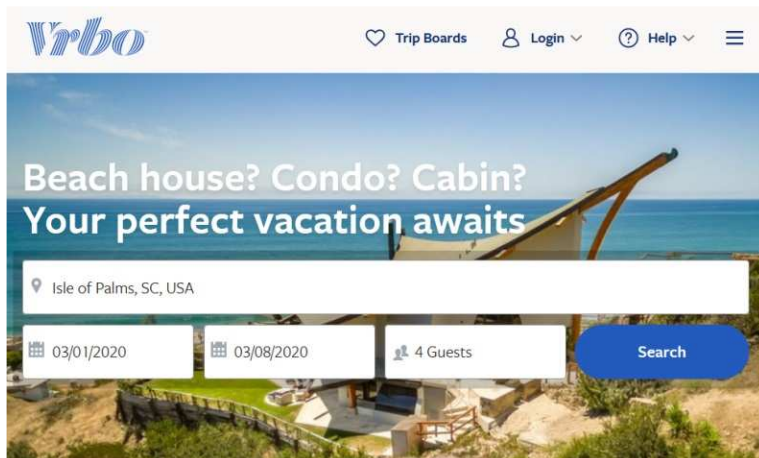 Vrbo
Trip Boards
Login
Help
Beach house? Condo? Cabin?
Your perfect vacation awaits
Isle of Palms, SC, USA
03/01/2020
03/08/2020
4 Guests
Search